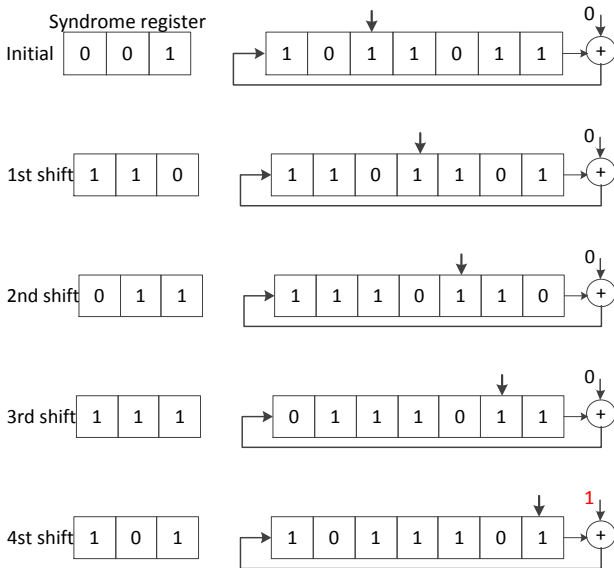 Syndrome register
0
Initial 0 0 1 1 0 1 1 0 1 1 +
0
1st shift 1 1 0 1 1 0 1 1 0 1 +
0
2nd shift 0 1 1 1 1 1 0 1 1 0 +
0
3rd shift 1 1 1 0 1 1 1 0 1 1 +
1
4st shift 1 0 1 1 0 1 1 1 0 1 +